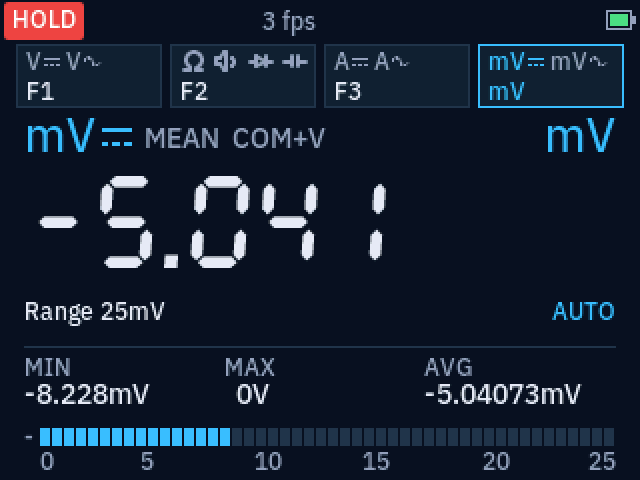 HOLD 3 fps
V⎓ V∿ Ω A⎓ A∿ mV⎓ mV∿
F1 F2 F3 mV
mV⎓ MEAN COM+V mV
-5.041
Range 25mV AUTO
MIN MAX AVG
-8.228mV 0V -5.04073mV
-
0 5 10 15 20 25